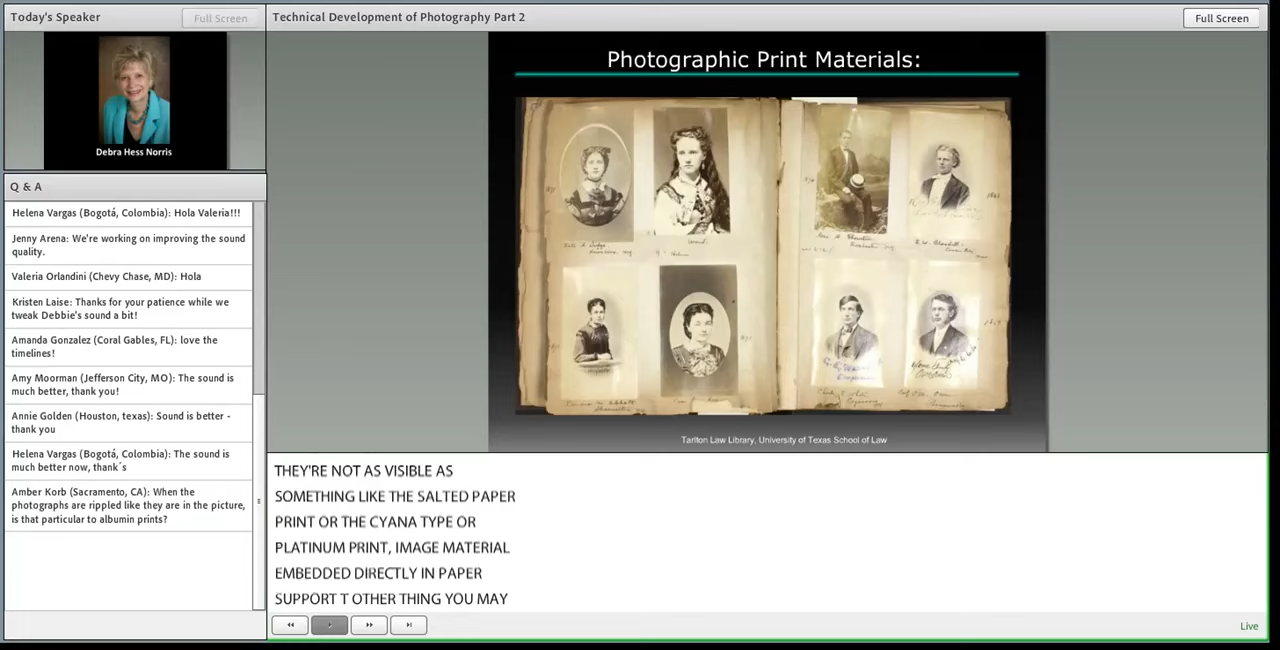 Today's Speaker
Full Screen
Technical Development of Photography Part 2
Full Screen
Debra Hess Norris
Photographic Print Materials:
Tarlton Law Library, University of Texas School of Law
Q & A
Helena Vargas (Bogotá, Colombia): Hola Valeria!!!
Jenny Arena: We're working on improving the sound
quality.
Valeria Orlandini (Chevy Chase, MD): Hola
Kristen Laise: Thanks for your patience while we
tweak Debbie's sound a bit!
Amanda Gonzalez (Coral Gables, FL): love the
timelines!
Amy Moorman (Jefferson City, MO): The sound is
much better, thank you!
Annie Golden (Houston, texas): Sound is better -
thank you
Helena Vargas (Bogotá, Colombia): The sound is
much better now, thank´s
Amber Korb (Sacramento, CA): When the
photographs are rippled like they are in the picture,
is that particular to albumin prints?
THEY'RE NOT AS VISIBLE AS
SOMETHING LIKE THE SALTED PAPER
PRINT OR THE CYANA TYPE OR
PLATINUM PRINT, IMAGE MATERIAL
EMBEDDED DIRECTLY IN PAPER
SUPPORT T OTHER THING YOU MAY
Live